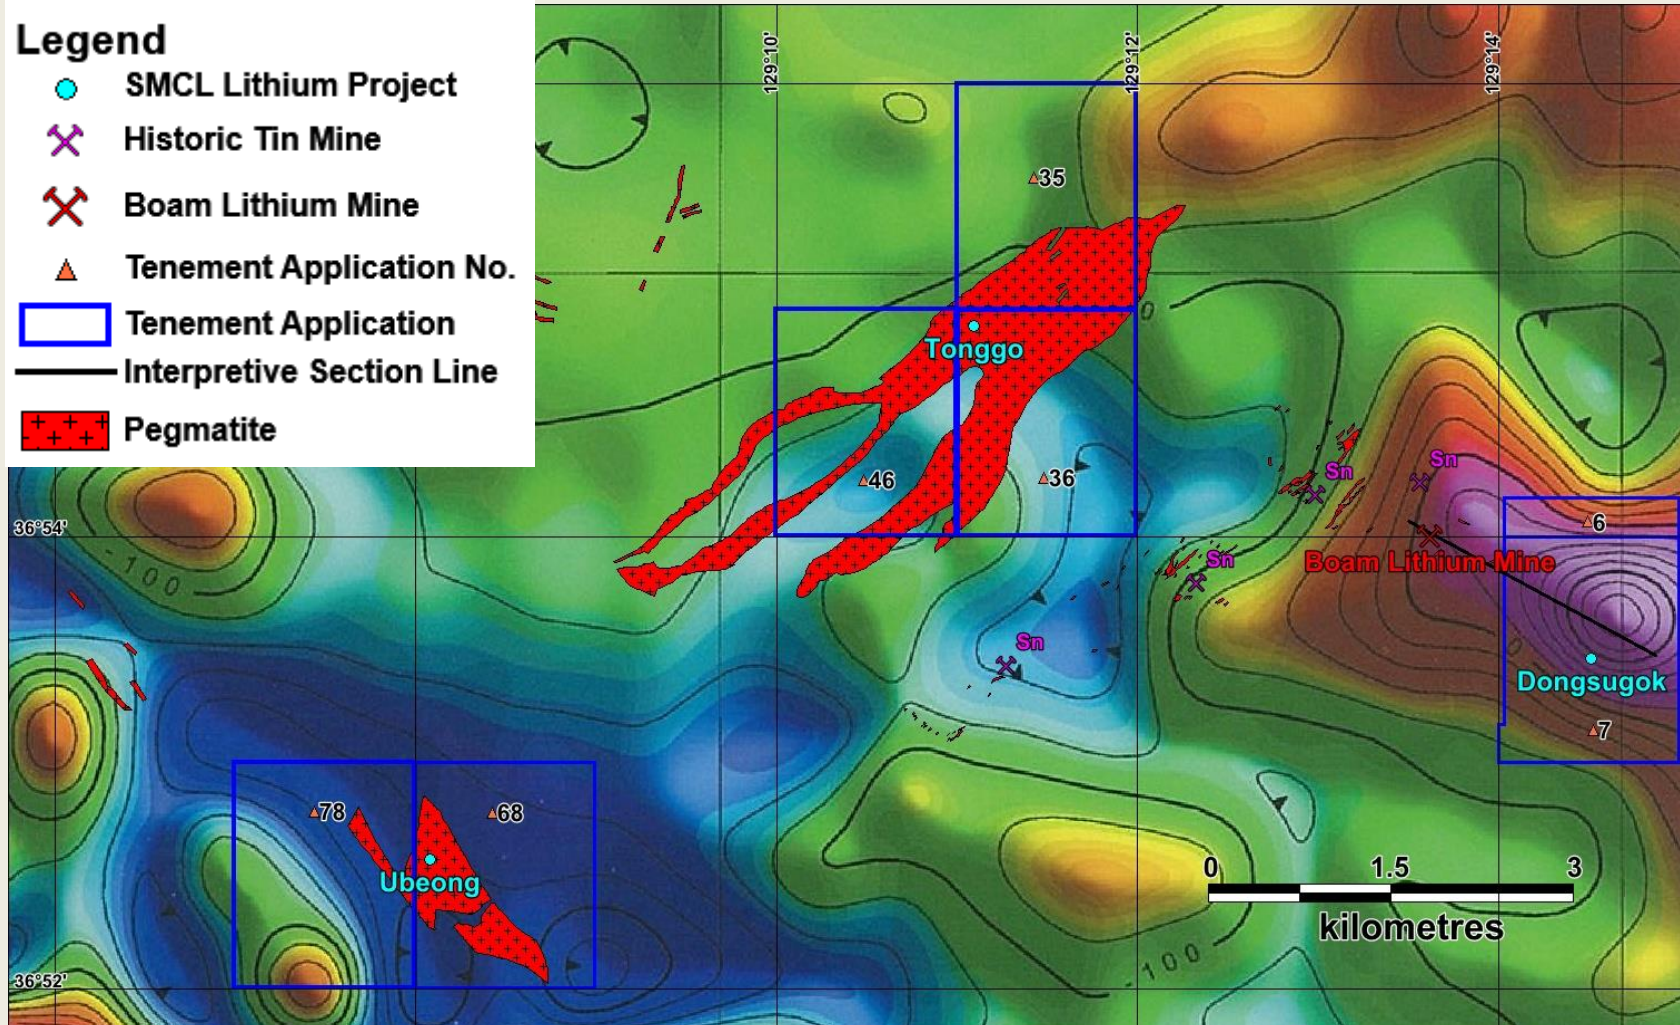 Legend
SMCL Lithium Project
Historic Tin Mine
Boam Lithium Mine
Tenement Application No.
Tenement Application
Interpretive Section Line
Pegmatite
129°10'
129°12'
129°14'
35
0
Tonggo
46
36
Sn
Sn
36°54'
6
Sn
Boam Lithium Mine
-100
Sn
Dongsugok
7
78
68
Ubeong
0 1.5 3
kilometres
-100
36°52'